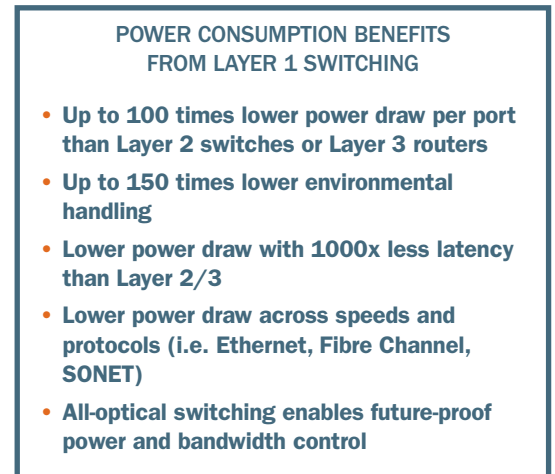 POWER CONSUMPTION BENEFITS
FROM LAYER 1 SWITCHING
• Up to 100 times lower power draw per port
than Layer 2 switches or Layer 3 routers
• Up to 150 times lower environmental
handling
• Lower power draw with 1000x less latency
than Layer 2/3
• Lower power draw across speeds and
protocols (i.e. Ethernet, Fibre Channel,
SONET)
• All-optical switching enables future-proof
power and bandwidth control